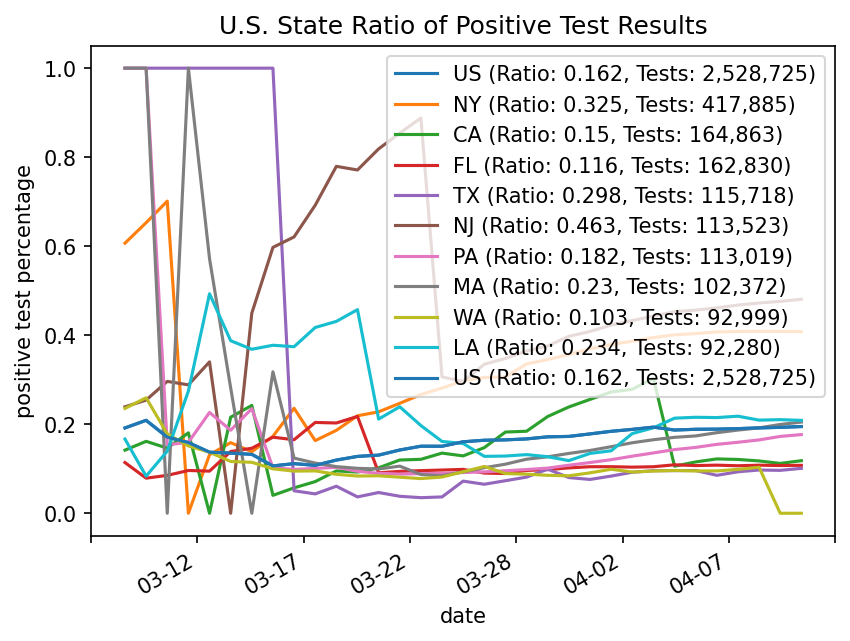 U.S. State Ratio of Positive Test Results
1.0
0.8
0.6
0.4
0.2
0.0
positive test percentage
US (Ratio: 0.162, Tests: 2,528,725)
NY (Ratio: 0.325, Tests: 417,885)
CA (Ratio: 0.15, Tests: 164,863)
FL (Ratio: 0.116, Tests: 162,830)
TX (Ratio: 0.298, Tests: 115,718)
NJ (Ratio: 0.463, Tests: 113,523)
PA (Ratio: 0.182, Tests: 113,019)
MA (Ratio: 0.23, Tests: 102,372)
WA (Ratio: 0.103, Tests: 92,999)
LA (Ratio: 0.234, Tests: 92,280)
US (Ratio: 0.162, Tests: 2,528,725)
03-12
03-17
03-22
03-28
04-02
04-07
date